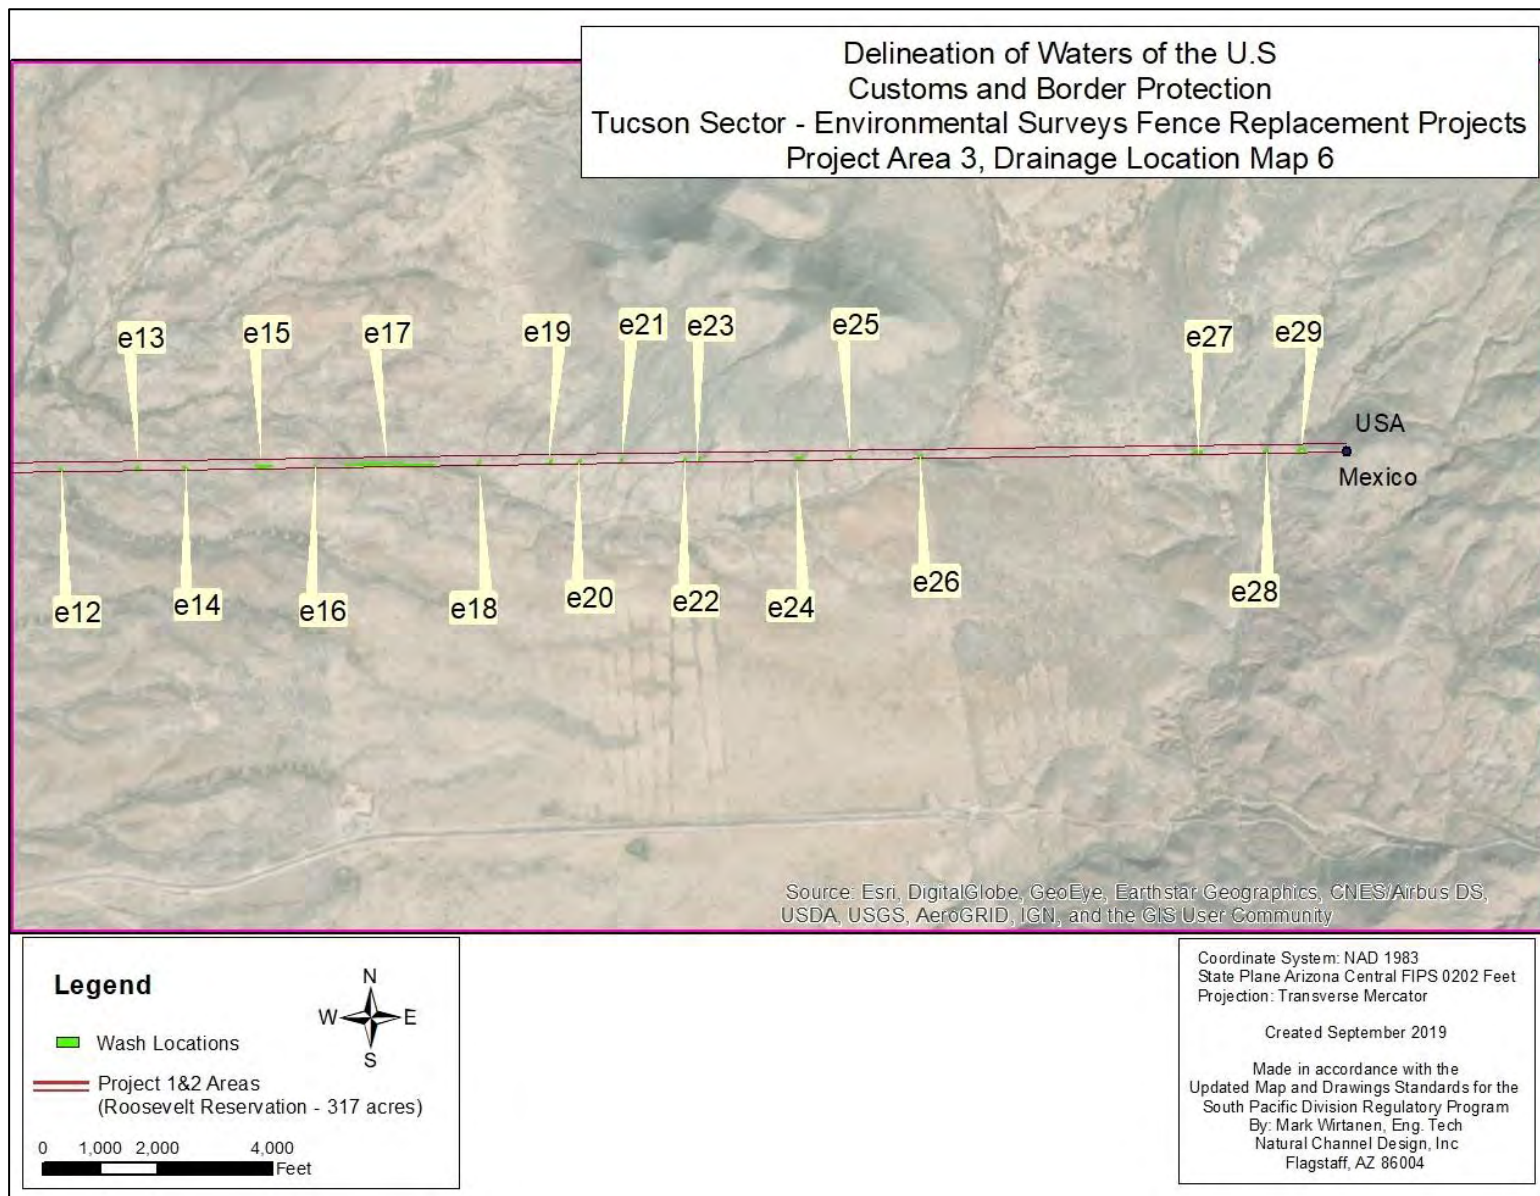 Delineation of Waters of the U.S
Customs and Border Protection
Tucson Sector - Environmental Surveys Fence Replacement Projects
Project Area 3, Drainage Location Map 6
e13
e15
e17
e19
e21
e23
e25
e27
e29
USA
Mexico
e12
e14
e16
e18
e20
e22
e24
e26
e28
Source: Esri, DigitalGlobe, GeoEye, Earthstar Geographics, CNES/Airbus DS,
USDA, USGS, AeroGRID, IGN, and the GIS User Community
Legend
N
W E
S
Wash Locations
Project 1&2 Areas
(Roosevelt Reservation - 317 acres)
0 1,000 2,000 4,000
Feet
Coordinate System: NAD 1983
State Plane Arizona Central FIPS 0202 Feet
Projection: Transverse Mercator
Created September 2019
Made in accordance with the
Updated Map and Drawings Standards for the
South Pacific Division Regulatory Program
By: Mark Wirtanen, Eng. Tech
Natural Channel Design, Inc
Flagstaff, AZ 86004